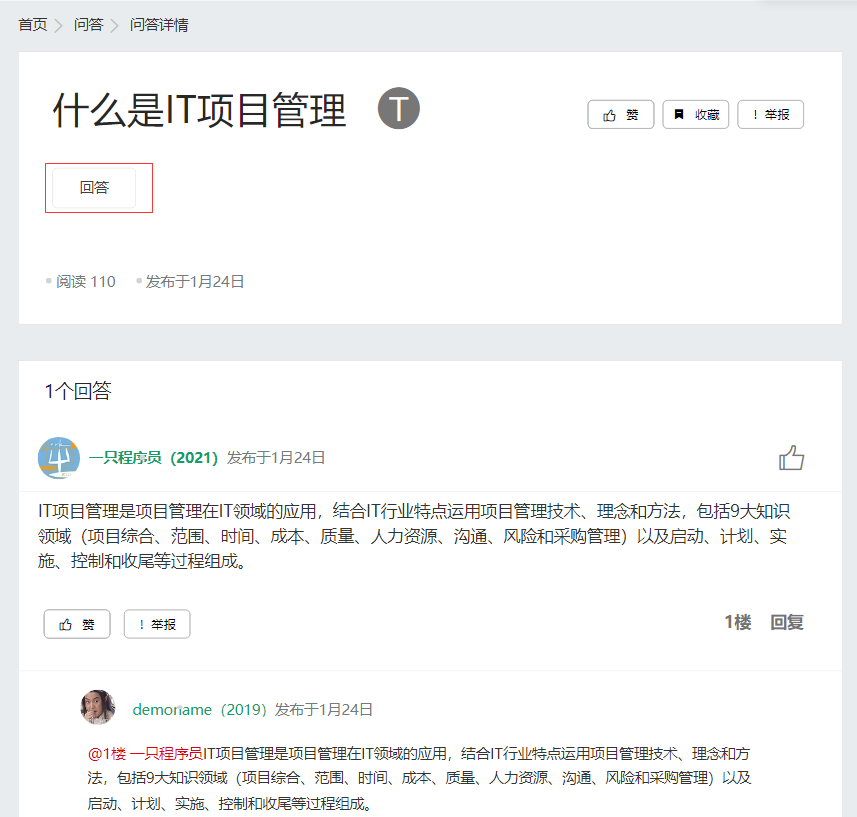 首页 > 问答 > 问答详情
什么是IT项目管理 T
赞 收藏 ！举报
回答
阅读 110 发布于1月24日
1个回答
一只程序员（2021）发布于1月24日
IT项目管理是项目管理在IT领域的应用，结合IT行业特点运用项目管理技术、理念和方法，包括9大知识
领域（项目综合、范围、时间、成本、质量、人力资源、沟通、风险和采购管理）以及启动、计划、实
施、控制和收尾等过程组成。
赞 ！举报 1楼 回复
demoname（2019）发布于1月24日
@1楼 一只程序员IT项目管理是项目管理在IT领域的应用，结合IT行业特点运用项目管理技术、理念和方
法，包括9大知识领域（项目综合、范围、时间、成本、质量、人力资源、沟通、风险和采购管理）以及
启动、计划、实施、控制和收尾等过程组成。